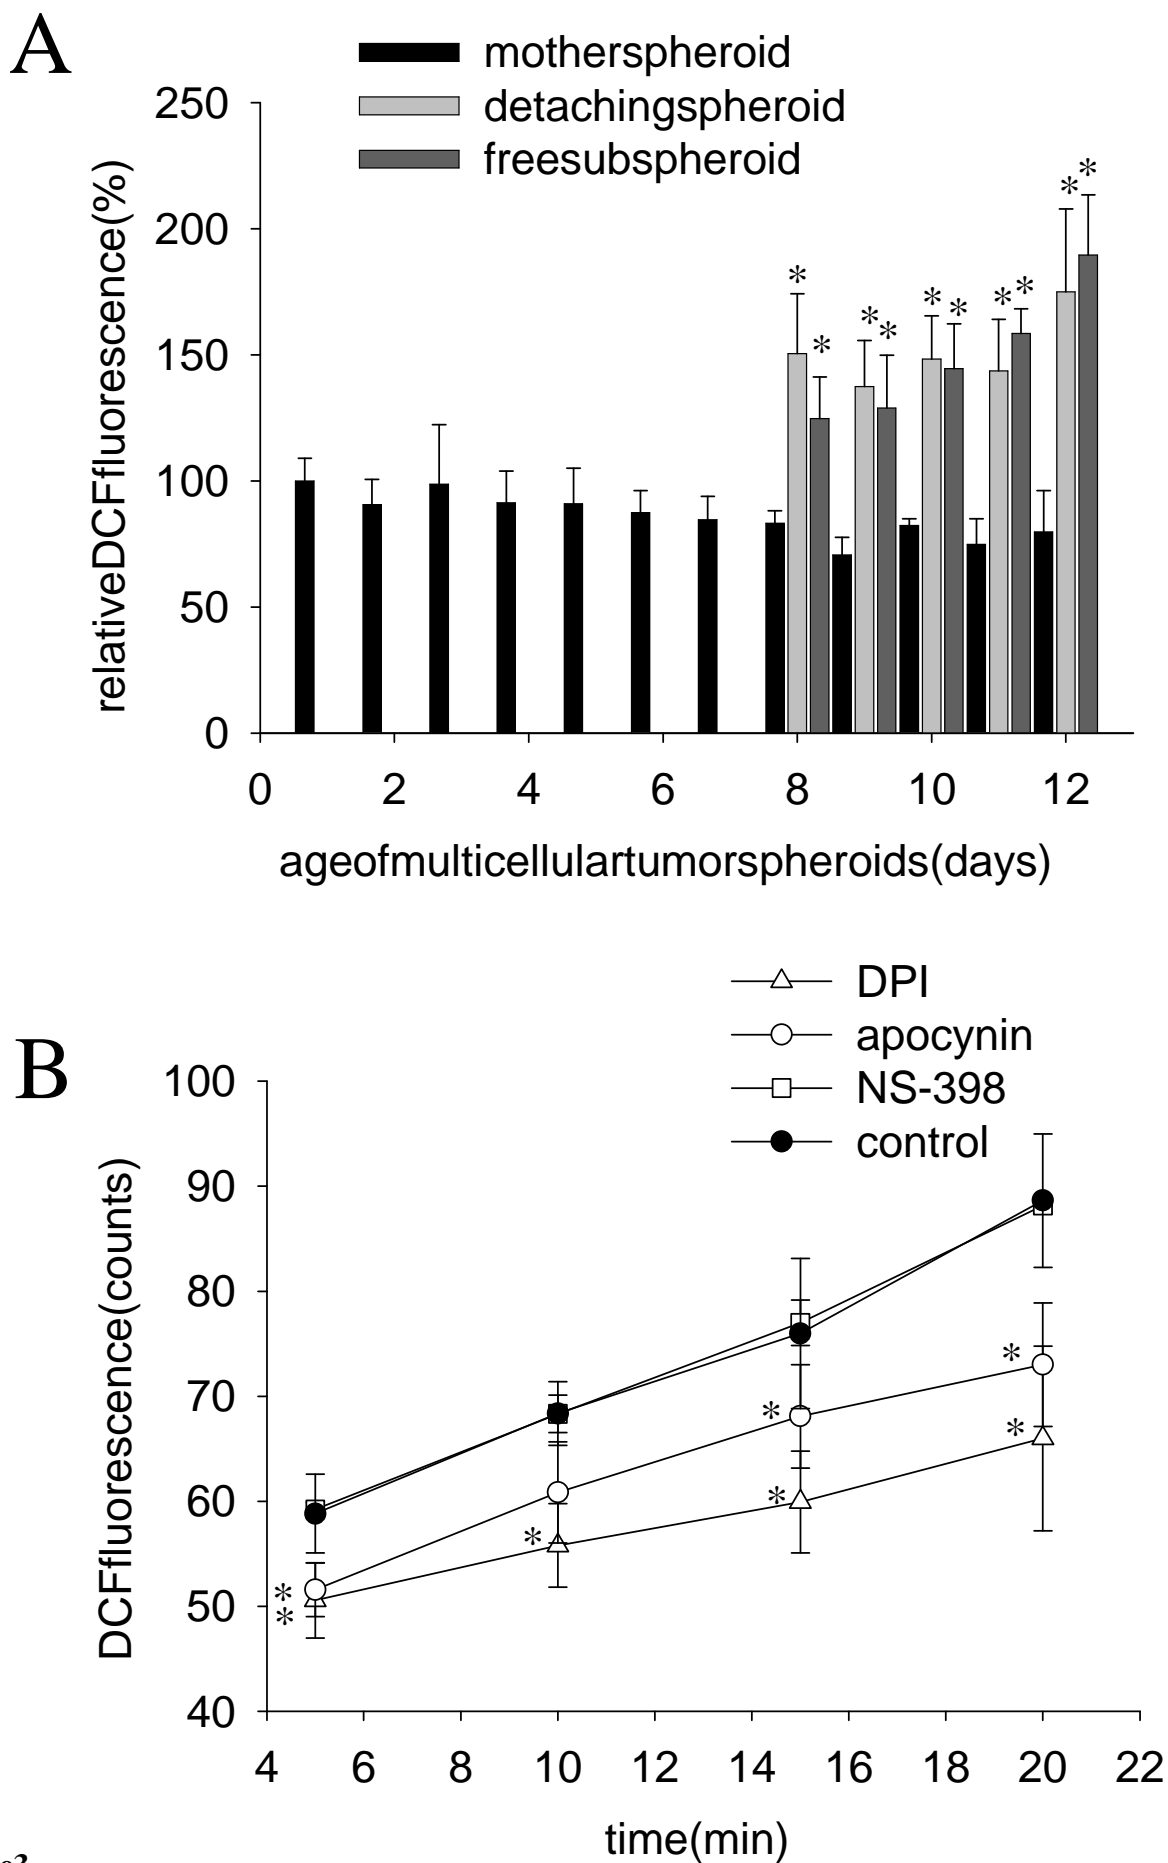 A
motherspheroid
detachingspheroid
freesubspheroid
250
200
150
100
50
0
relativeDCFfluorescence(%)
* * * * * * * * * *
0 2 4 6 8 10 12
ageofmulticellulartumorspheroids(days)
B
DPI
apocynin
NS-398
control
100
90
80
70
60
50
40
DCFfluorescence(counts)
* * * * * * *
4 6 8 10 12 14 16 18 20 22
time(min)